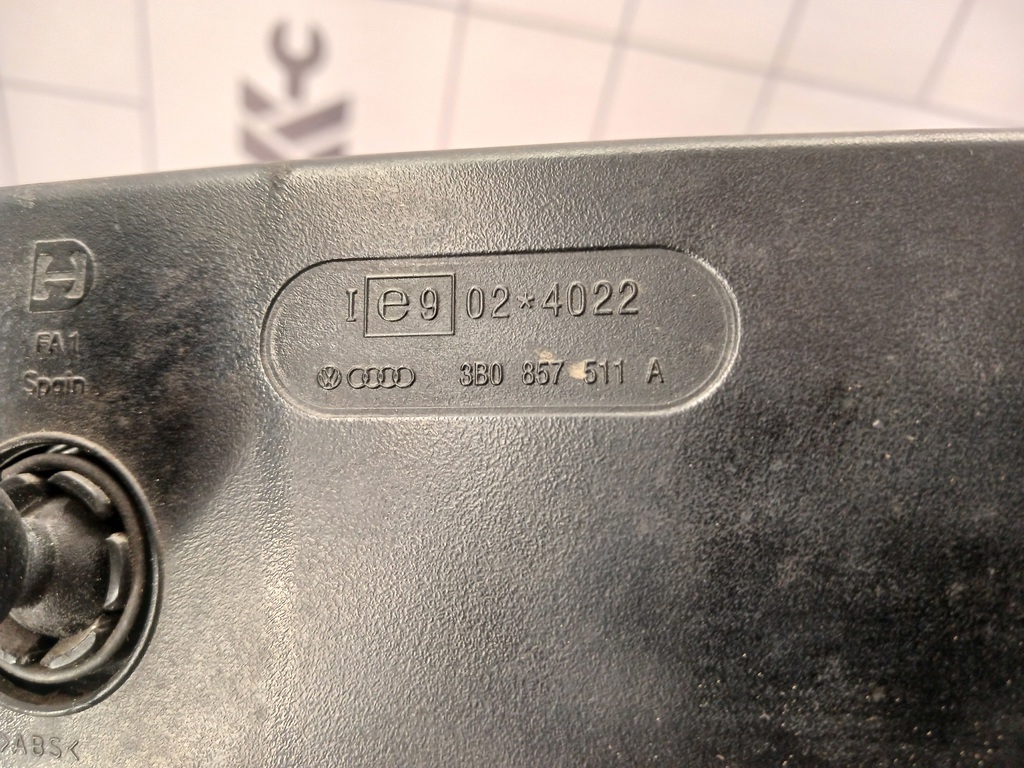 I e9 02*4022
3B0 857 511 A
FA1
Spain
>ABS<